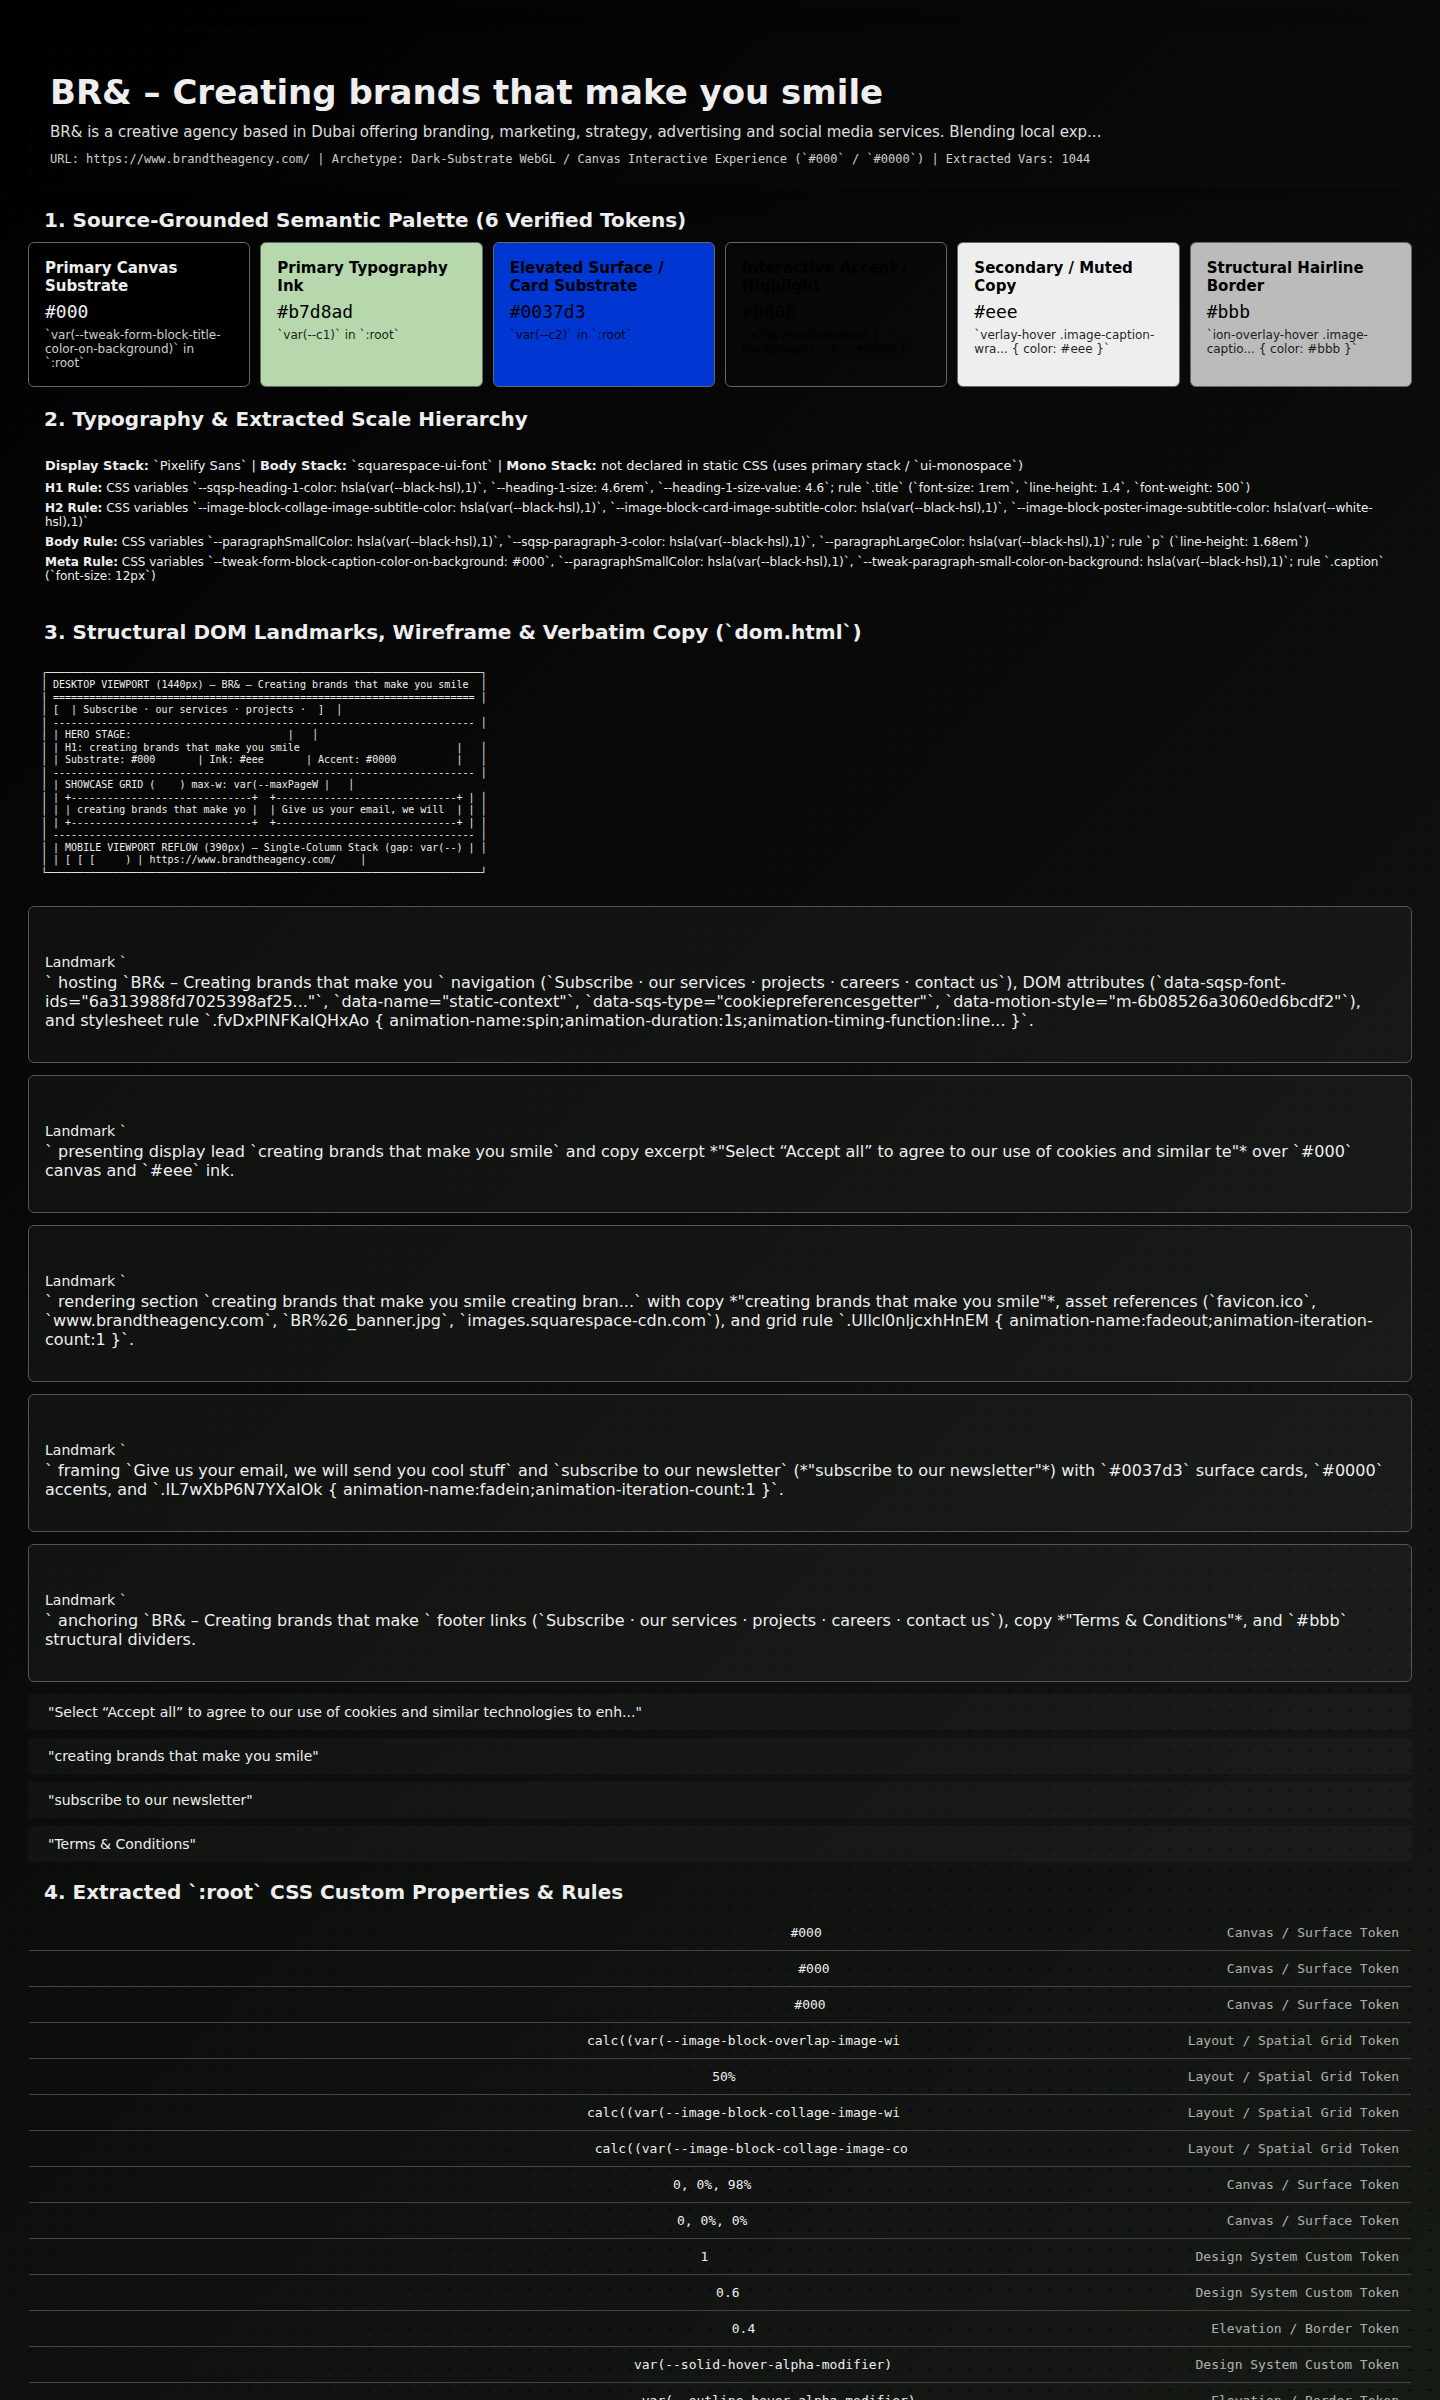 BR& – Creating brands that make you smile
BR& is a creative agency based in Dubai offering branding, marketing, strategy, advertising and social media services. Blending local exp...
URL: https://www.brandtheagency.com/ | Archetype: Dark-Substrate WebGL / Canvas Interactive Experience (`#000` / `#0000`) | Extracted Vars: 1044
1. Source-Grounded Semantic Palette (6 Verified Tokens)
Primary Canvas
Substrate
#000
`var(--tweak-form-block-title-
color-on-background)` in
`:root`
Primary Typography
Ink
#b7d8ad
`var(--c1)` in `:root`
Elevated Surface /
Card Substrate
#0037d3
`var(--c2)` in `:root`
Interactive Accent /
Highlight
#0000
background-color: #0000 }`
Secondary / Muted
Copy
#eee
`verlay-hover .image-caption-
wra... { color: #eee }`
Structural Hairline
Border
#bbb
`ion-overlay-hover .image-
captio... { color: #bbb }`
2. Typography & Extracted Scale Hierarchy
Display Stack: `Pixelify Sans` | Body Stack: `squarespace-ui-font` | Mono Stack: not declared in static CSS (uses primary stack / `ui-monospace`)
H1 Rule: CSS variables `--sqsp-heading-1-color: hsla(var(--black-hsl),1)`, `--heading-1-size: 4.6rem`, `--heading-1-size-value: 4.6`; rule `.title` (`font-size: 1rem`, `line-height: 1.4`, `font-weight: 500`)
H2 Rule: CSS variables `--image-block-collage-image-subtitle-color: hsla(var(--black-hsl),1)`, `--image-block-card-image-subtitle-color: hsla(var(--black-hsl),1)`, `--image-block-poster-image-subtitle-color: hsla(var(--white-
hsl),1)`
Body Rule: CSS variables `--paragraphSmallColor: hsla(var(--black-hsl),1)`, `--sqsp-paragraph-3-color: hsla(var(--black-hsl),1)`, `--paragraphLargeColor: hsla(var(--black-hsl),1)`; rule `p` (`line-height: 1.68em`)
Meta Rule: CSS variables `--tweak-form-block-caption-color-on-background: #000`, `--paragraphSmallColor: hsla(var(--black-hsl),1)`, `--tweak-paragraph-small-color-on-background: hsla(var(--black-hsl),1)`; rule `.caption`
(`font-size: 12px`)
3. Structural DOM Landmarks, Wireframe & Verbatim Copy (`dom.html`)
DESKTOP VIEWPORT (1440px) — BR& – Creating brands that make you smile
======================================================================
[  | Subscribe · our services · projects ·  ]  |
----------------------------------------------------------------------
| HERO STAGE:                          |   |
| H1: creating brands that make you smile                          |
| Substrate: #000       | Ink: #eee       | Accent: #0000          |
----------------------------------------------------------------------
| SHOWCASE GRID (    ) max-w: var(--maxPageW |   |
| +------------------------------+  +------------------------------+ |
| | creating brands that make yo |  | Give us your email, we will  | |
| +------------------------------+  +------------------------------+ |
----------------------------------------------------------------------
| MOBILE VIEWPORT REFLOW (390px) — Single-Column Stack (gap: var(--) |
| [ [ [     ) | https://www.brandtheagency.com/    |
Landmark `
` hosting `BR& – Creating brands that make you ` navigation (`Subscribe · our services · projects · careers · contact us`), DOM attributes (`data-sqsp-font-
ids="6a313988fd7025398af25..."`, `data-name="static-context"`, `data-sqs-type="cookiepreferencesgetter"`, `data-motion-style="m-6b08526a3060ed6bcdf2"`),
and stylesheet rule `.fvDxPlNFKalQHxAo { animation-name:spin;animation-duration:1s;animation-timing-function:line... }`.
Landmark `
` presenting display lead `creating brands that make you smile` and copy excerpt *"Select “Accept all” to agree to our use of cookies and similar te"* over `#000`
canvas and `#eee` ink.
Landmark `
` rendering section `creating brands that make you smile creating bran...` with copy *"creating brands that make you smile"*, asset references (`favicon.ico`,
`www.brandtheagency.com`, `BR%26_banner.jpg`, `images.squarespace-cdn.com`), and grid rule `.Ullcl0nljcxhHnEM { animation-name:fadeout;animation-iteration-
count:1 }`.
Landmark `
` framing `Give us your email, we will send you cool stuff` and `subscribe to our newsletter` (*"subscribe to our newsletter"*) with `#0037d3` surface cards, `#0000`
accents, and `.IL7wXbP6N7YXaIOk { animation-name:fadein;animation-iteration-count:1 }`.
Landmark `
` anchoring `BR& – Creating brands that make ` footer links (`Subscribe · our services · projects · careers · contact us`), copy *"Terms & Conditions"*, and `#bbb`
structural dividers.
"Select “Accept all” to agree to our use of cookies and similar technologies to enh..."
"creating brands that make you smile"
"subscribe to our newsletter"
"Terms & Conditions"
4. Extracted `:root` CSS Custom Properties & Rules
#000 Canvas / Surface Token
#000 Canvas / Surface Token
#000 Canvas / Surface Token
calc((var(--image-block-overlap-image-wi Layout / Spatial Grid Token
50% Layout / Spatial Grid Token
calc((var(--image-block-collage-image-wi Layout / Spatial Grid Token
calc((var(--image-block-collage-image-co Layout / Spatial Grid Token
0, 0%, 98% Canvas / Surface Token
0, 0%, 0% Canvas / Surface Token
1 Design System Custom Token
0.6 Design System Custom Token
0.4 Elevation / Border Token
var(--solid-hover-alpha-modifier) Design System Custom Token
var(--outline-hover-alpha-modifier) Elevation / Border Token